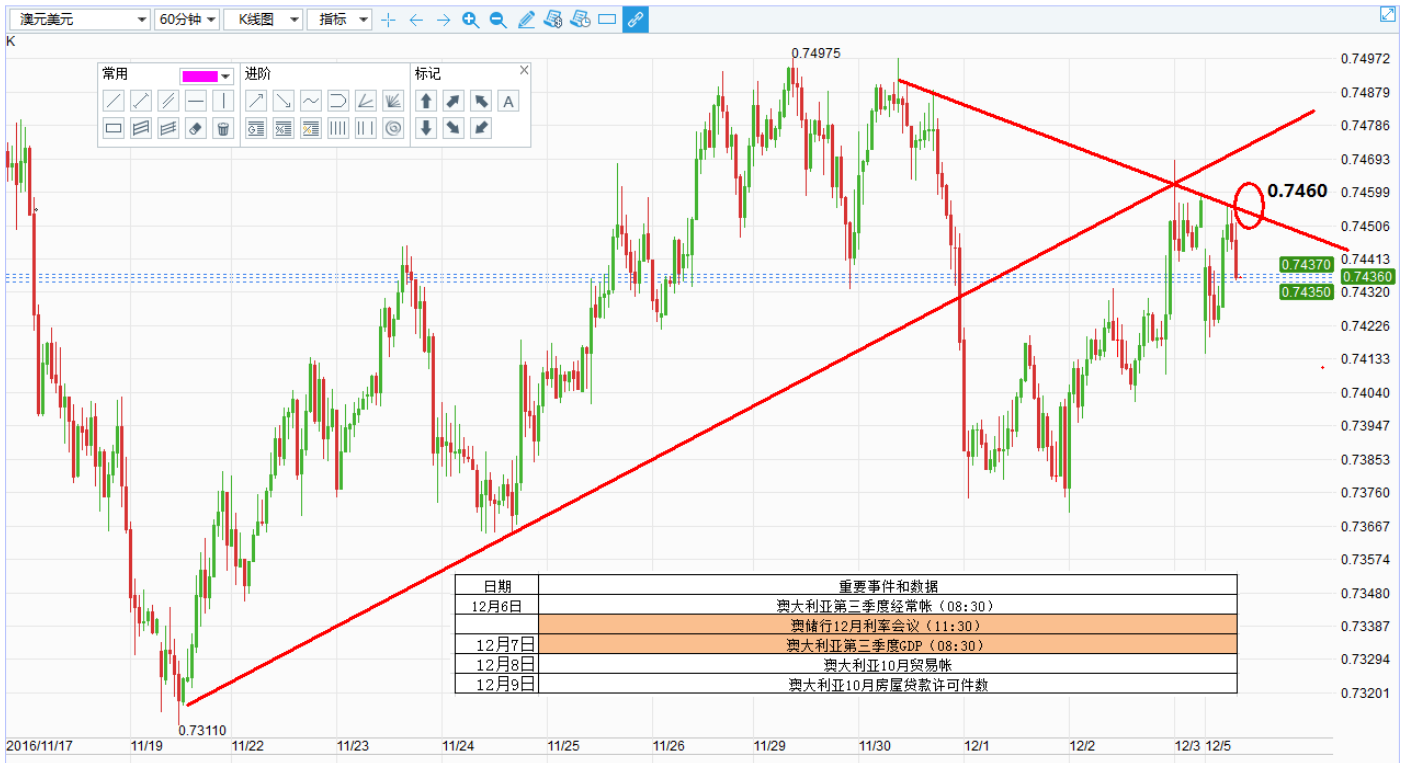 澳元美元 60分钟 K线图 指标
K
常用 进阶 标记
A
0.74975
0.74972
0.74879
0.74786
0.74693
0.7460
0.74599
0.74506
0.74413
0.74370
0.74360
0.74350
0.74320
0.74226
0.74133
0.74040
0.73947
0.73853
0.73760
0.73667
0.73574
0.73480
0.73387
0.73294
0.73201
日期 重要事件和数据
12月6日 澳大利亚第三季度经常帐（08:30）
澳储行12月利率会议（11:30）
12月7日 澳大利亚第三季度GDP（08:30）
12月8日 澳大利亚10月贸易帐
12月9日 澳大利亚10月房屋贷款许可件数
0.73110
2016/11/17 11/19 11/22 11/23 11/24 11/25 11/26 11/29 11/30 12/1 12/2 12/3 12/5